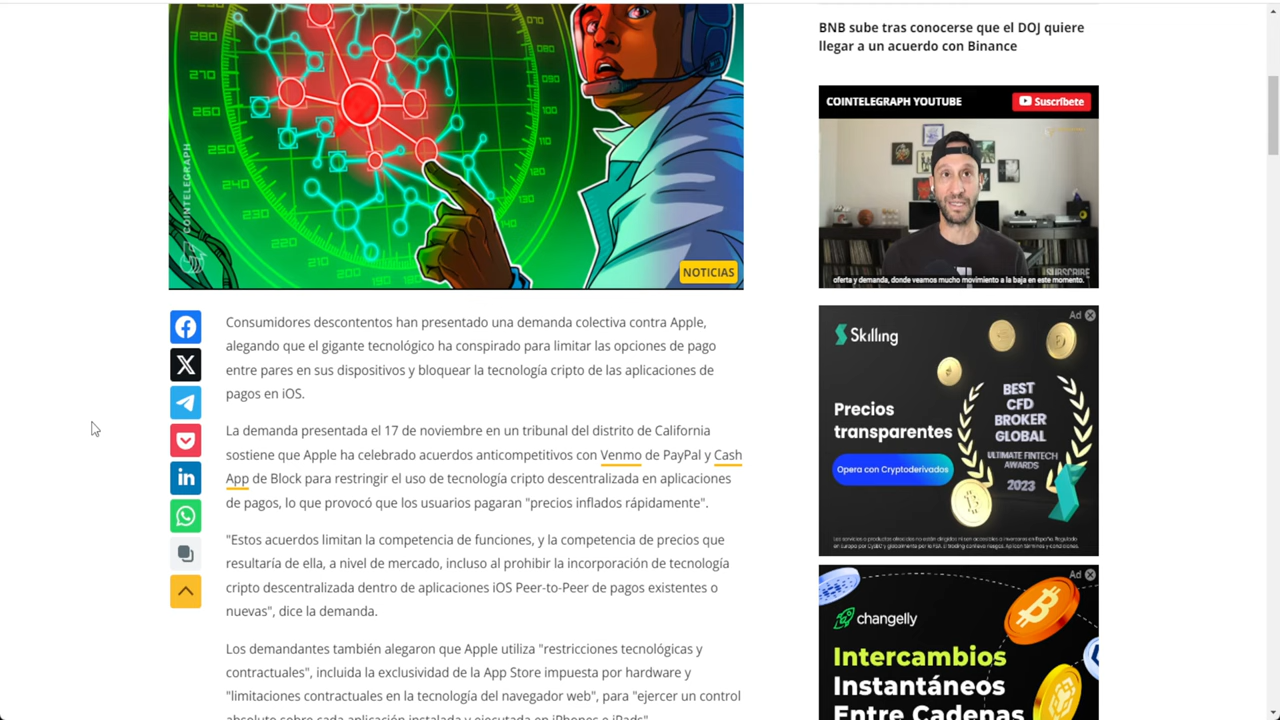 280
270
260
240
230
220
210
200
190
070
080
090
100
110
120
130
140
COINTELEGRAPH
NOTICIAS
Consumidores descontentos han presentado una demanda colectiva contra Apple,
alegando que el gigante tecnológico ha conspirado para limitar las opciones de pago
entre pares en sus dispositivos y bloquear la tecnología cripto de las aplicaciones de
pagos en iOS.
La demanda presentada el 17 de noviembre en un tribunal del distrito de California
sostiene que Apple ha celebrado acuerdos anticompetitivos con Venmo de PayPal y Cash
App de Block para restringir el uso de tecnología cripto descentralizada en aplicaciones
de pagos, lo que provocó que los usuarios pagaran "precios inflados rápidamente".
"Estos acuerdos limitan la competencia de funciones, y la competencia de precios que
resultaría de ella, a nivel de mercado, incluso al prohibir la incorporación de tecnología
cripto descentralizada dentro de aplicaciones iOS Peer-to-Peer de pagos existentes o
nuevas", dice la demanda.
Los demandantes también alegaron que Apple utiliza "restricciones tecnológicas y
contractuales", incluida la exclusividad de la App Store impuesta por hardware y
"limitaciones contractuales en la tecnología del navegador web", para "ejercer un control
absoluto sobre cada aplicación instalada y ejecutada en iPhones e iPads".
BNB sube tras conocerse que el DOJ quiere
llegar a un acuerdo con Binance
COINTELEGRAPH YOUTUBE
Suscríbete
SUBSCRIBE
oferta y demanda, donde veamos mucho movimiento a la baja en este momento.
Ad
Skilling
Precios
transparentes
Opera con Cryptoderivados
BEST
CFD
BROKER
GLOBAL
ULTIMATE FINTECH
AWARDS
2023
Ad
changelly
Intercambios
Instantáneos
Entre Cadenas